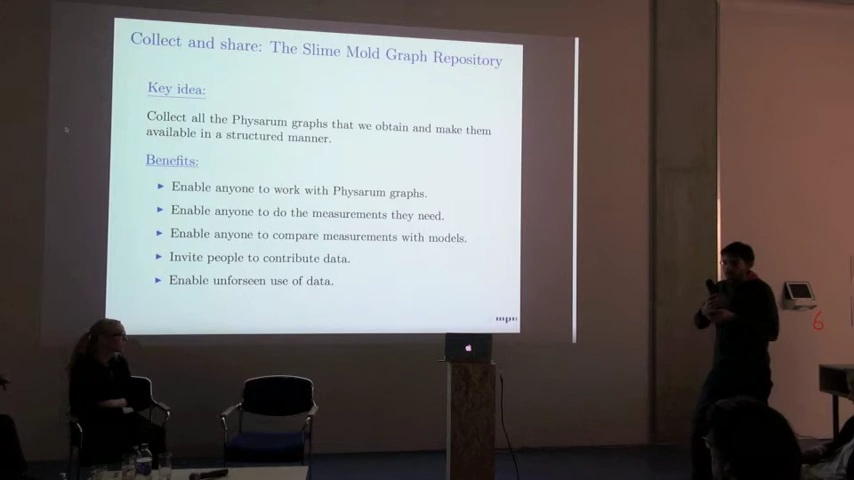 Collect and share: The Slime Mold Graph Repository
Key idea:
Collect all the Physarum graphs that we obtain and make them
available in a structured manner.
Benefits:
Enable anyone to work with Physarum graphs.
Enable anyone to do the measurements they need.
Enable anyone to compare measurements with models.
Invite people to contribute data.
Enable unforseen use of data.
6